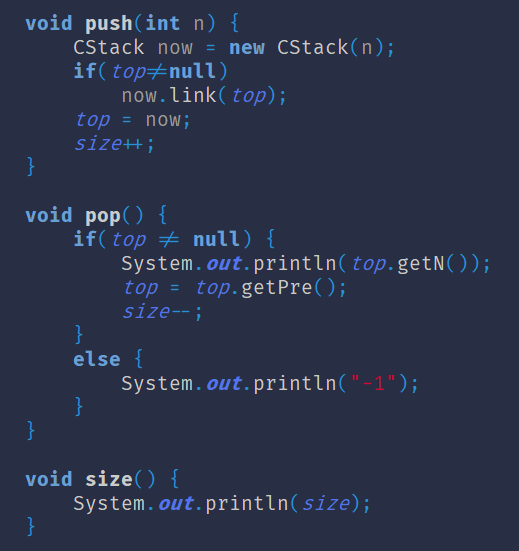 void push(int n) {
    CStack now = new CStack(n);
    if(top≠null)
        now.link(top);
    top = now;
    size++;
}

void pop() {
    if(top ≠ null) {
        System.out.println(top.getN());
        top = top.getPre();
        size--;
    }
    else {
        System.out.println("-1");
    }
}

void size() {
    System.out.println(size);
}